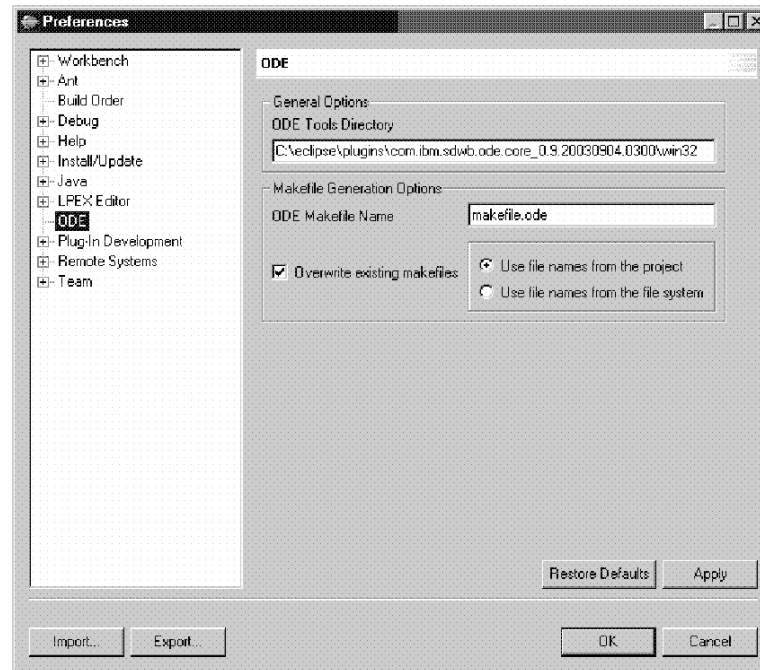 Preferences
Workbench
Ant
Build Order
Debug
Help
Install/Update
Java
LPEX Editor
ODE
Plug-In Development
Remote Systems
Team
ODE
General Options
ODE Tools Directory
C:\eclipse\plugins\com.ibm.sdwb.ode.core_0.9.20030904.0300\win32
Makefile Generation Options
ODE Makefile Name
makefile.ode
Overwrite existing makefiles
Use file names from the project
Use file names from the file system
Restore Defaults
Apply
Import...
Export...
OK
Cancel